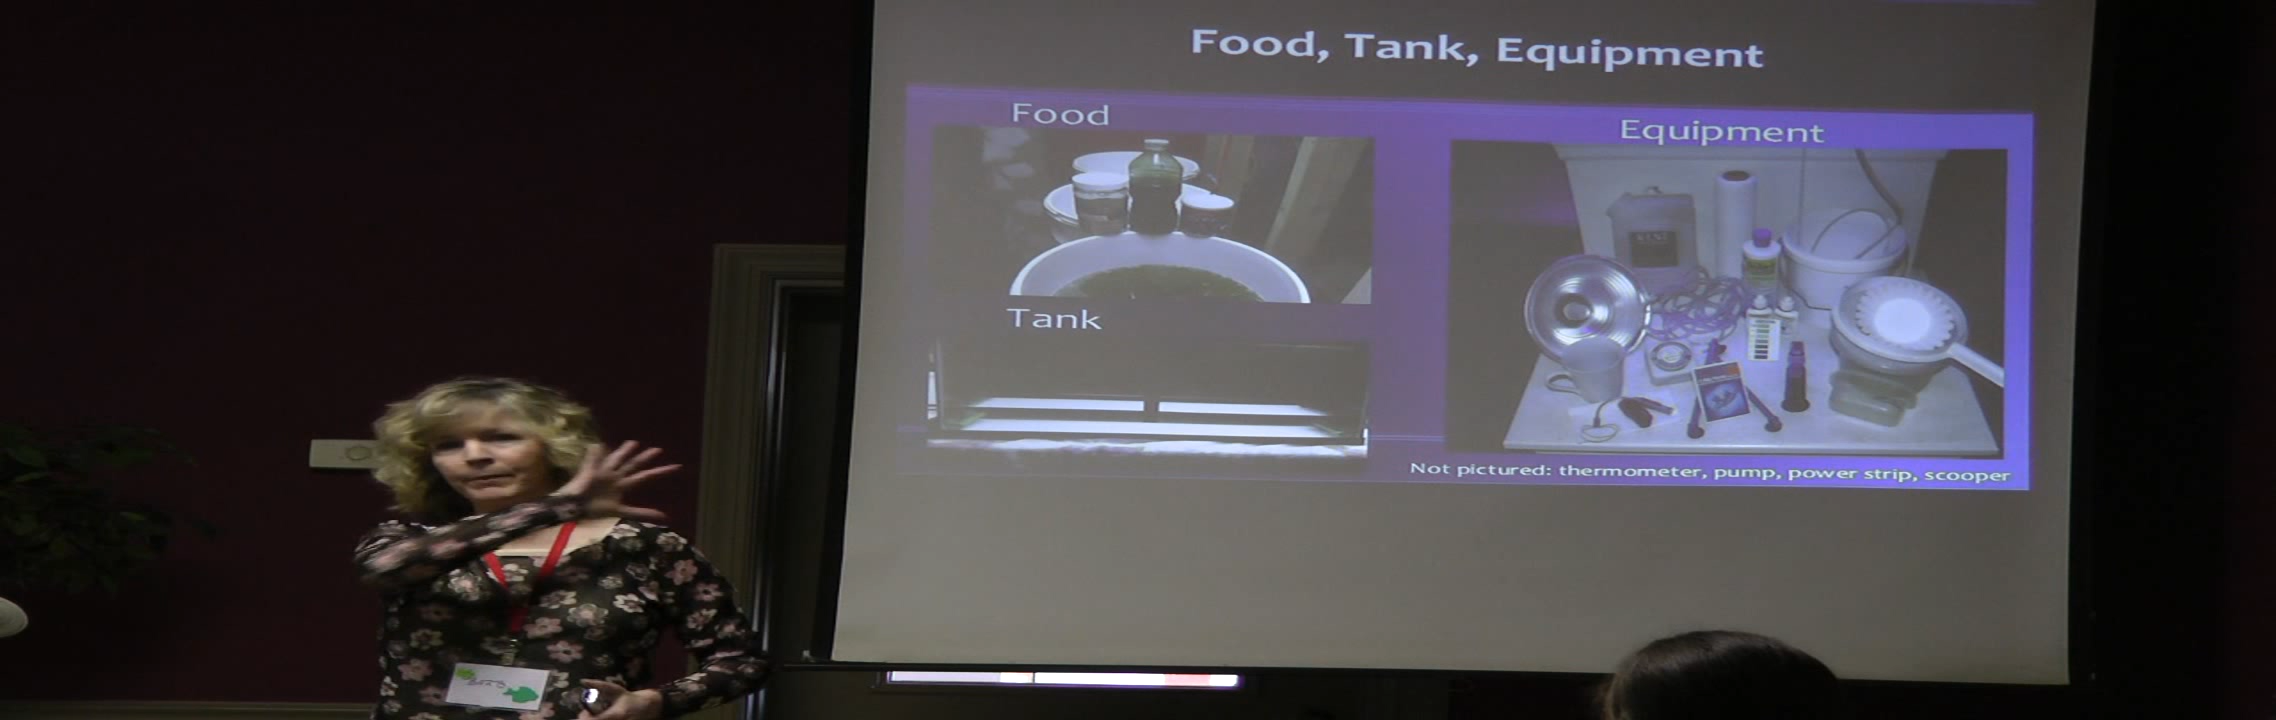 Food, Tank, Equipment
Food
Equipment
Tank
Not pictured: thermometer, pump, power strip, scooper